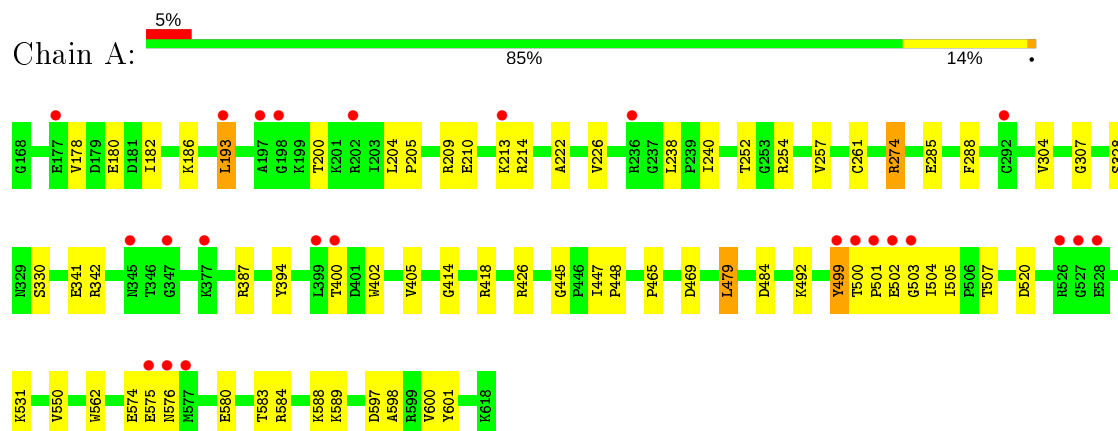 5%
Chain A:
85%
14%
•
G168 E177 V178 D179 E180 D181 I182 K186 L193 A197 G198 K199 T200 K201 R202 I203 L204 P205 R209 E210 K213 R214 A222 V226 R236 G237 L238 P239 I240 T252 G253 R254 V257 C261 R274 E285 F288 C292 V304 G307 S328
N329 S330 E341 R342 N345 T346 G347 K377 R387 Y394 L399 T400 D401 W402 V405 G414 R418 R426 G445 P446 I447 P448 P465 D469 L479 D484 K492 Y499 T500 P501 E502 G503 I504 I505 P506 T507 D520 R526 G527 E528
K531 V550 W562 E574 E575 N576 M577 E580 T583 R584 K588 K589 D597 A598 R599 V600 Y601 K618